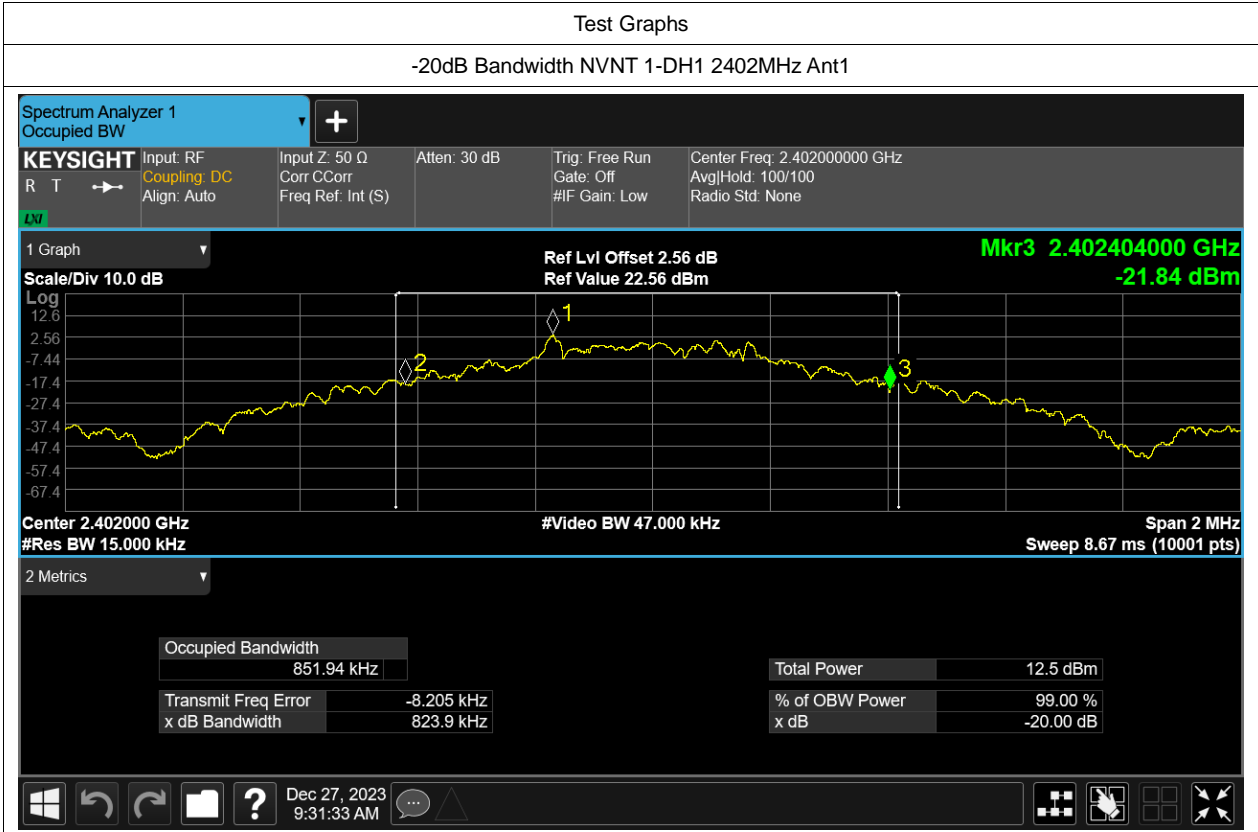 Test Graphs
-20dB Bandwidth NVNT 1-DH1 2402MHz Ant1
Spectrum Analyzer 1
Occupied BW
KEYSIGHT
R T
LXI
Input: RF
Coupling: DC
Align: Auto
Input Z: 50 Ω
Corr CCorr
Freq Ref: Int (S)
Atten: 30 dB
Trig: Free Run
Gate: Off
#IF Gain: Low
Center Freq: 2.402000000 GHz
Avg|Hold: 100/100
Radio Std: None
1 Graph
Scale/Div 10.0 dB
Ref Lvl Offset 2.56 dB
Ref Value 22.56 dBm
Mkr3 2.402404000 GHz
-21.84 dBm
Log
12.6
2.56
-7.44
-17.4
-27.4
-37.4
-47.4
-57.4
-67.4
1
2
3
Center 2.402000 GHz
#Video BW 47.000 kHz
Span 2 MHz
#Res BW 15.000 kHz
Sweep 8.67 ms (10001 pts)
2 Metrics
Occupied Bandwidth
851.94 kHz
Total Power 12.5 dBm
Transmit Freq Error -8.205 kHz
% of OBW Power 99.00 %
x dB Bandwidth 823.9 kHz
x dB -20.00 dB
Dec 27, 2023
9:31:33 AM